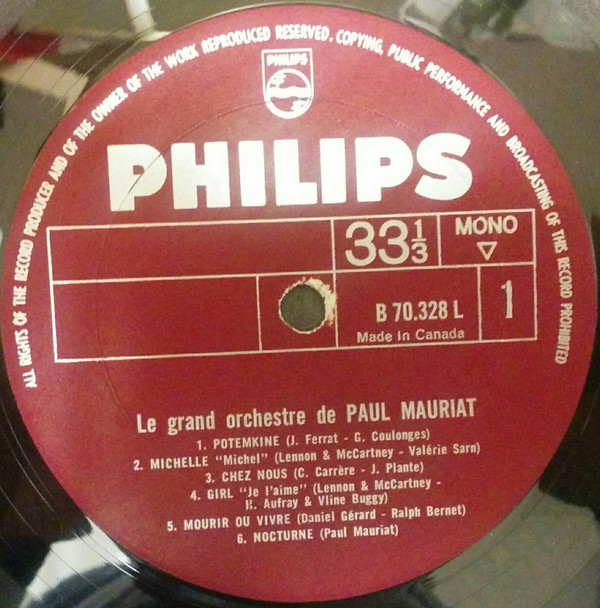 ALL RIGHTS OF THE RECORD PRODUCER AND OF THE OWNER OF THE WORK REPRODUCED RESERVED. COPYING, PUBLIC PERFORMANCE AND BROADCASTING OF THIS RECORD PROHIBITED
PHILIPS
PHILIPS
33 1/3
MONO
B 70.328 L
1
Made in Canada
Le grand orchestre de PAUL MAURIAT
1. POTEMKINE (J. Ferrat - G. Coulonges)
2. MICHELLE "Michel" (Lennon & McCartney - Valérie Sarn)
3. CHEZ NOUS (C. Carrère - J. Plante)
4. GIRL "Je l'aime" (Lennon & McCartney -
H. Aufray & Vline Buggy)
5. MOURIR OU VIVRE (Daniel Gérard - Ralph Bernet)
6. NOCTURNE (Paul Mauriat)